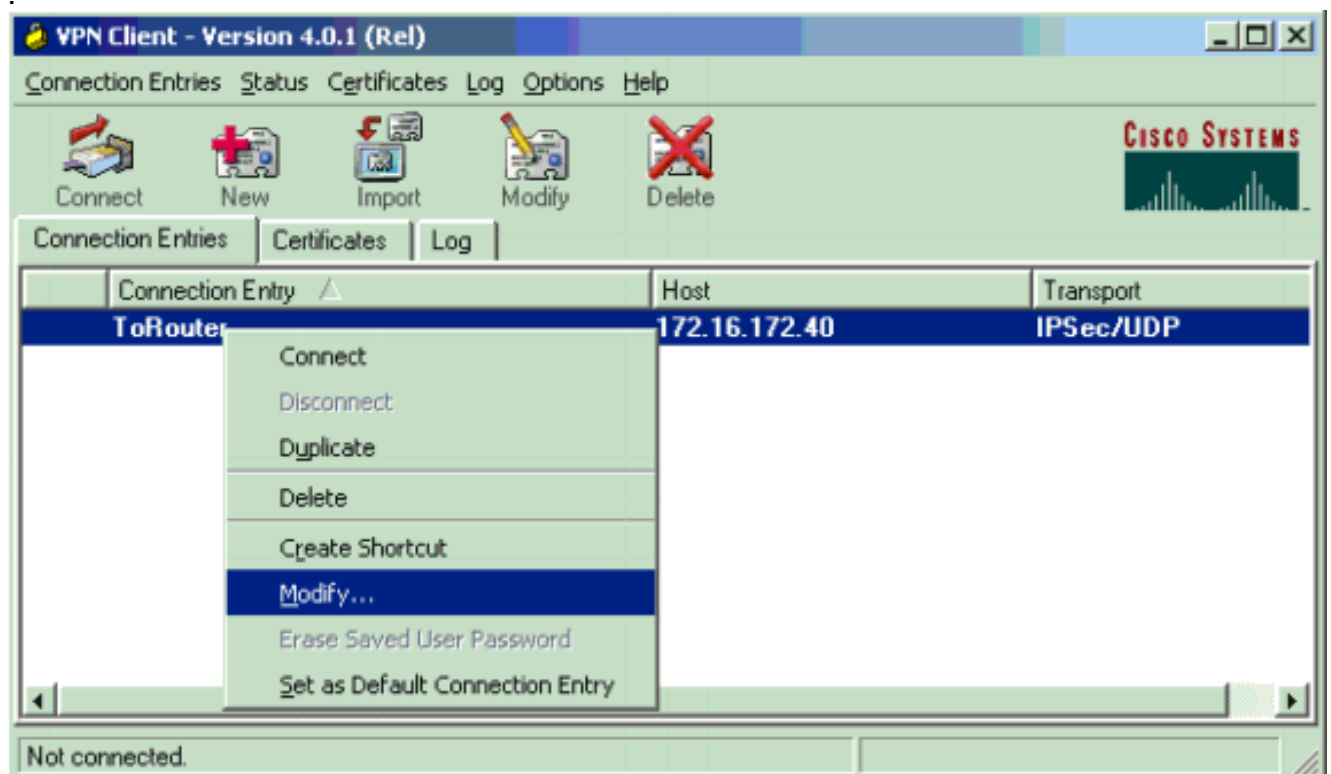 VPN Client - Version 4.0.1 (Rel)
Connection Entries Status Certificates Log Options Help
Connect New Import Modify Delete
CISCO SYSTEMS
Connection Entries Certificates Log
Connection Entry Host Transport
ToRouter 172.16.172.40 IPSec/UDP
Connect
Disconnect
Duplicate
Delete
Create Shortcut
Modify...
Erase Saved User Password
Set as Default Connection Entry
Not connected.